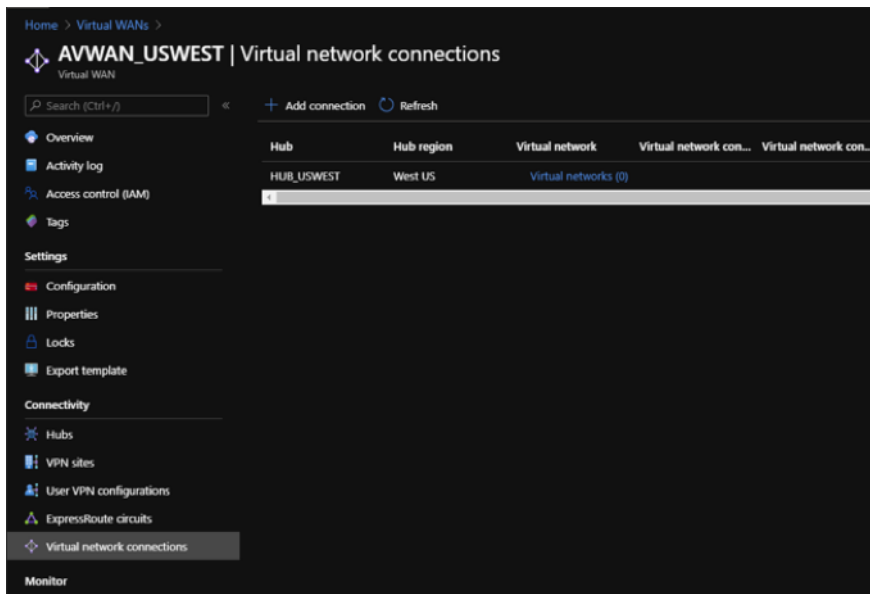 Home > Virtual WANs >
AVWAN_USWEST | Virtual network connections
Virtual WAN
Search (Ctrl+/)
«
Add connection
Refresh
Overview
Activity log
Access control (IAM)
Tags
Settings
Configuration
Properties
Locks
Export template
Connectivity
Hubs
VPN sites
User VPN configurations
ExpressRoute circuits
Virtual network connections
Monitor
Hub Hub region Virtual network Virtual network con... Virtual network con...
HUB_USWEST West US Virtual networks (0)